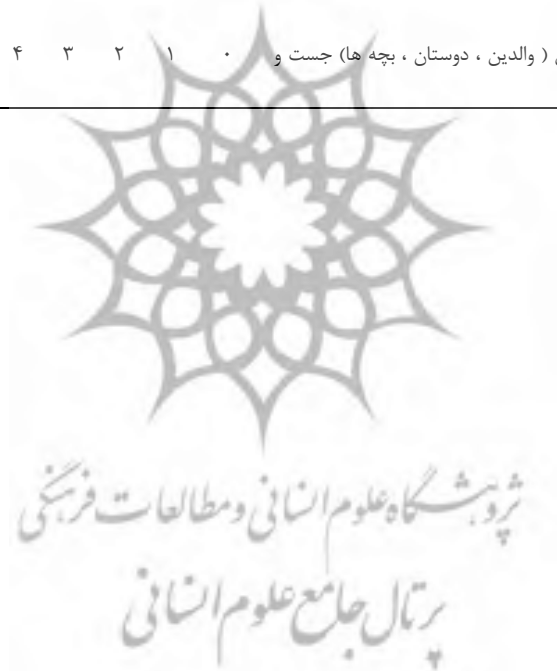 ( والدین ، دوستان ، بچه ها) جست و ۰ ۱ ۲ ۳ ۴
پژوهشگاه علوم انسانی و مطالعات فرهنگی
پرتال جامع علوم انسانی